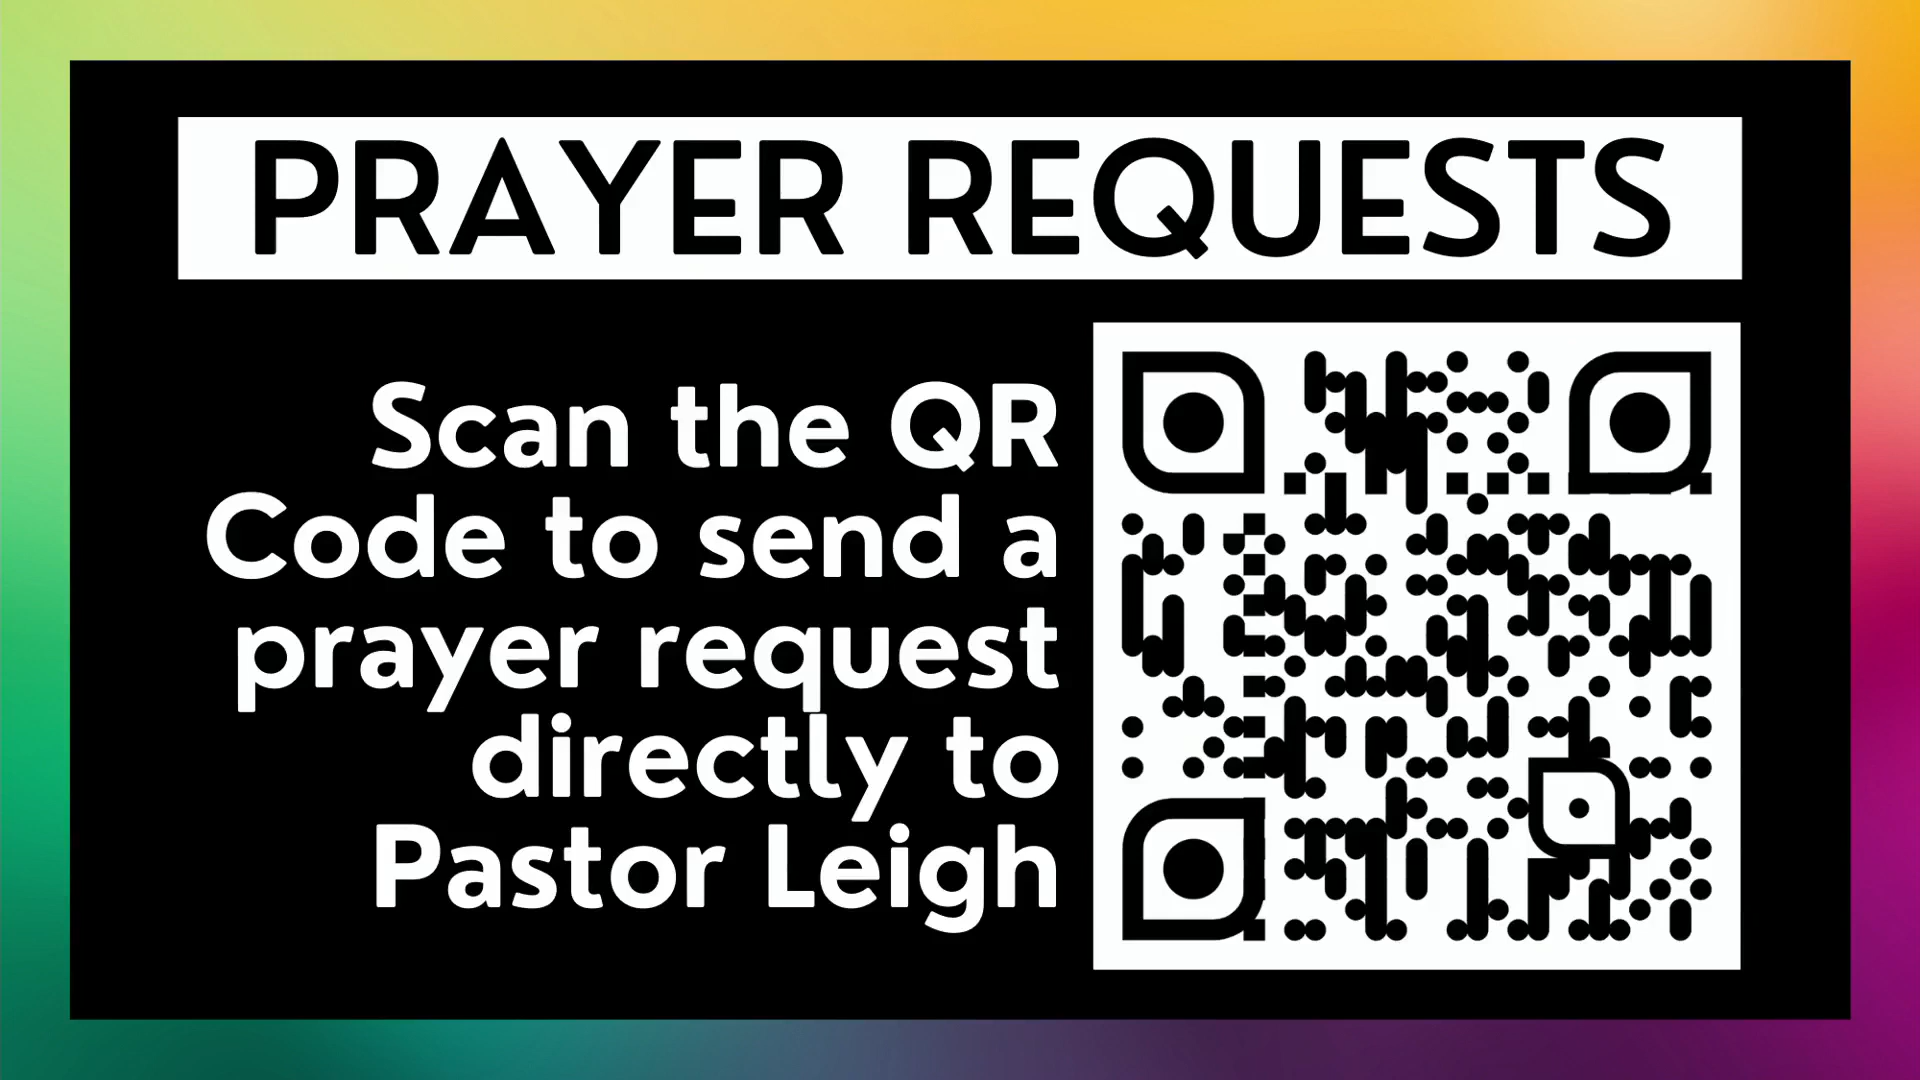 PRAYER REQUESTS
Scan the QR
Code to send a
prayer request
directly to
Pastor Leigh